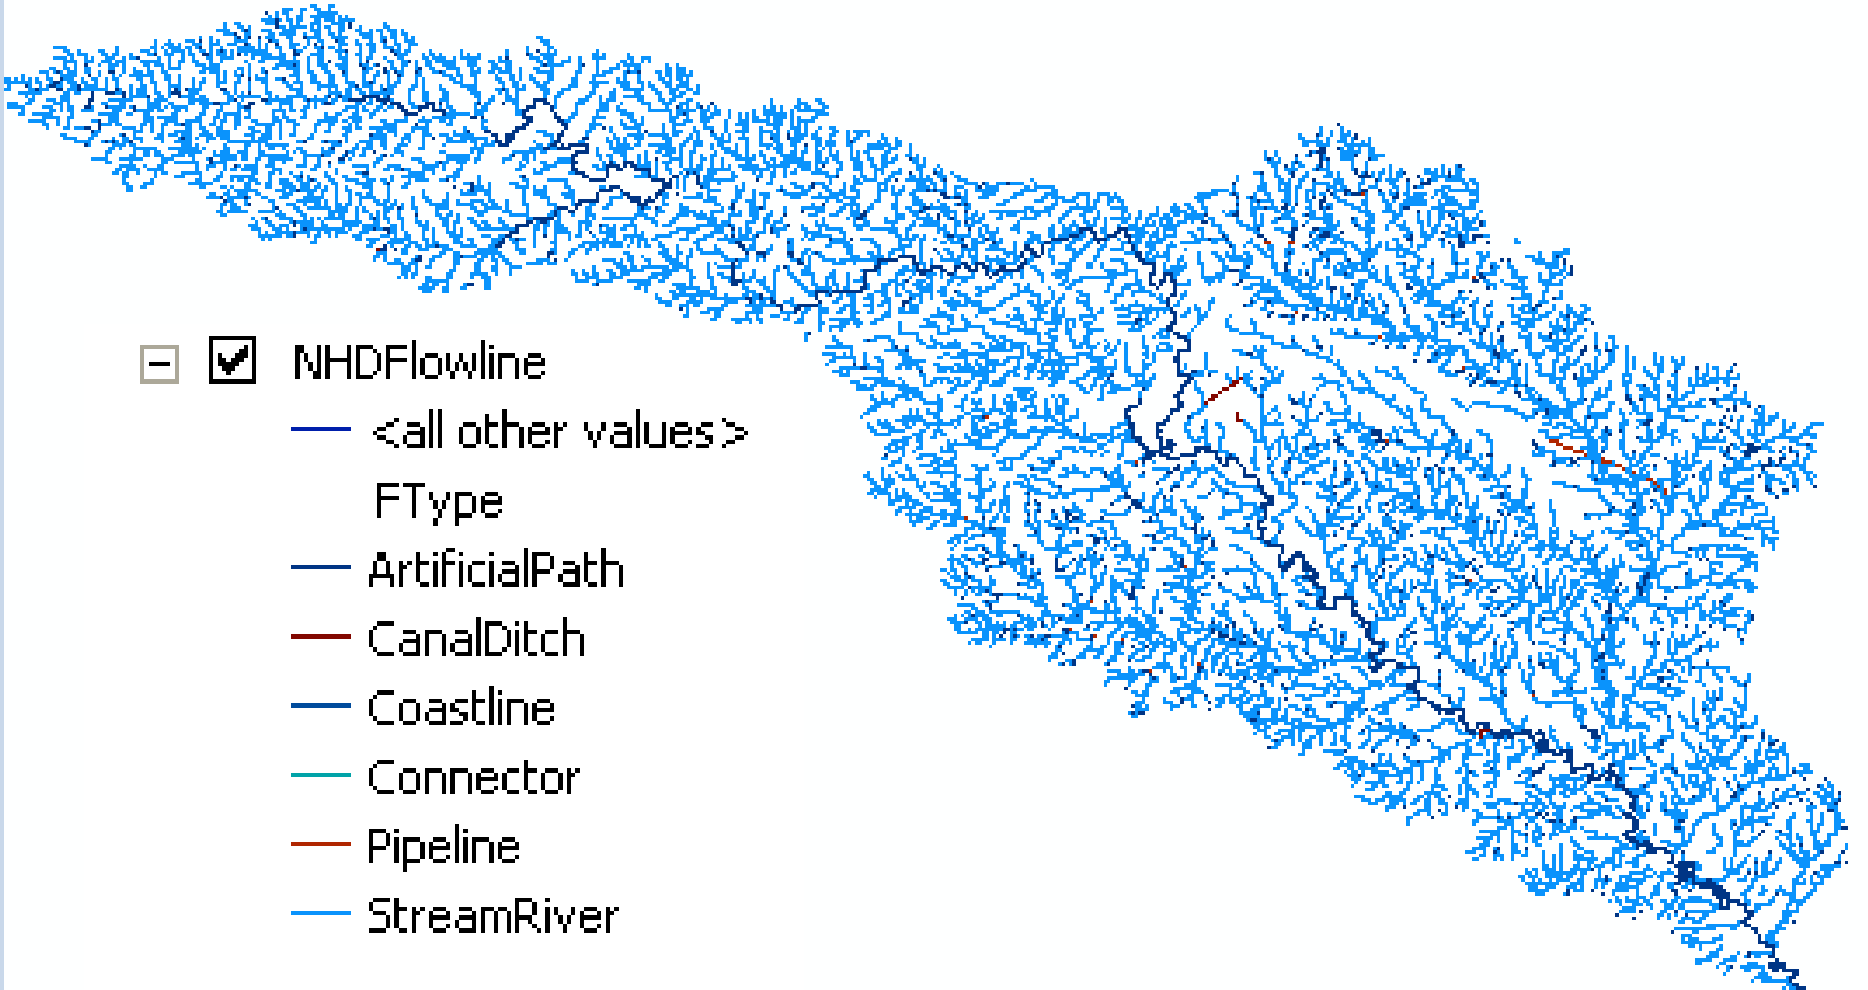 NHDFlowline
<all other values>
FType
ArtificialPath
CanalDitch
Coastline
Connector
Pipeline
StreamRiver